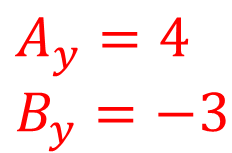 A_y = 4
B_y = −3